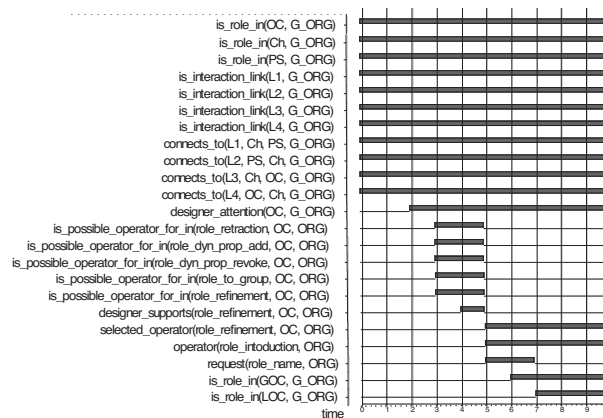 is_role_in(OC, G_ORG)
is_role_in(Ch, G_ORG)
is_role_in(PS, G_ORG)
is_interaction_link(L1, G_ORG)
is_interaction_link(L2, G_ORG)
is_interaction_link(L3, G_ORG)
is_interaction_link(L4, G_ORG)
connects_to(L1, Ch, PS, G_ORG)
connects_to(L2, PS, Ch, G_ORG)
connects_to(L3, Ch, OC, G_ORG)
connects_to(L4, OC, Ch, G_ORG)
designer_attention(OC, G_ORG)
is_possible_operator_for_in(role_retraction, OC, ORG)
is_possible_operator_for_in(role_dyn_prop_add, OC, ORG)
is_possible_operator_for_in(role_dyn_prop_revoke, OC, ORG)
is_possible_operator_for_in(role_to_group, OC, ORG)
is_possible_operator_for_in(role_refinement, OC, ORG)
designer_supports(role_refinement, OC, ORG)
selected_operator(role_refinement, OC, ORG)
operator(role_intoduction, ORG)
request(role_name, ORG)
is_role_in(GOC, G_ORG)
is_role_in(LOC, G_ORG)
time 0 1 2 3 4 5 6 7 8 9